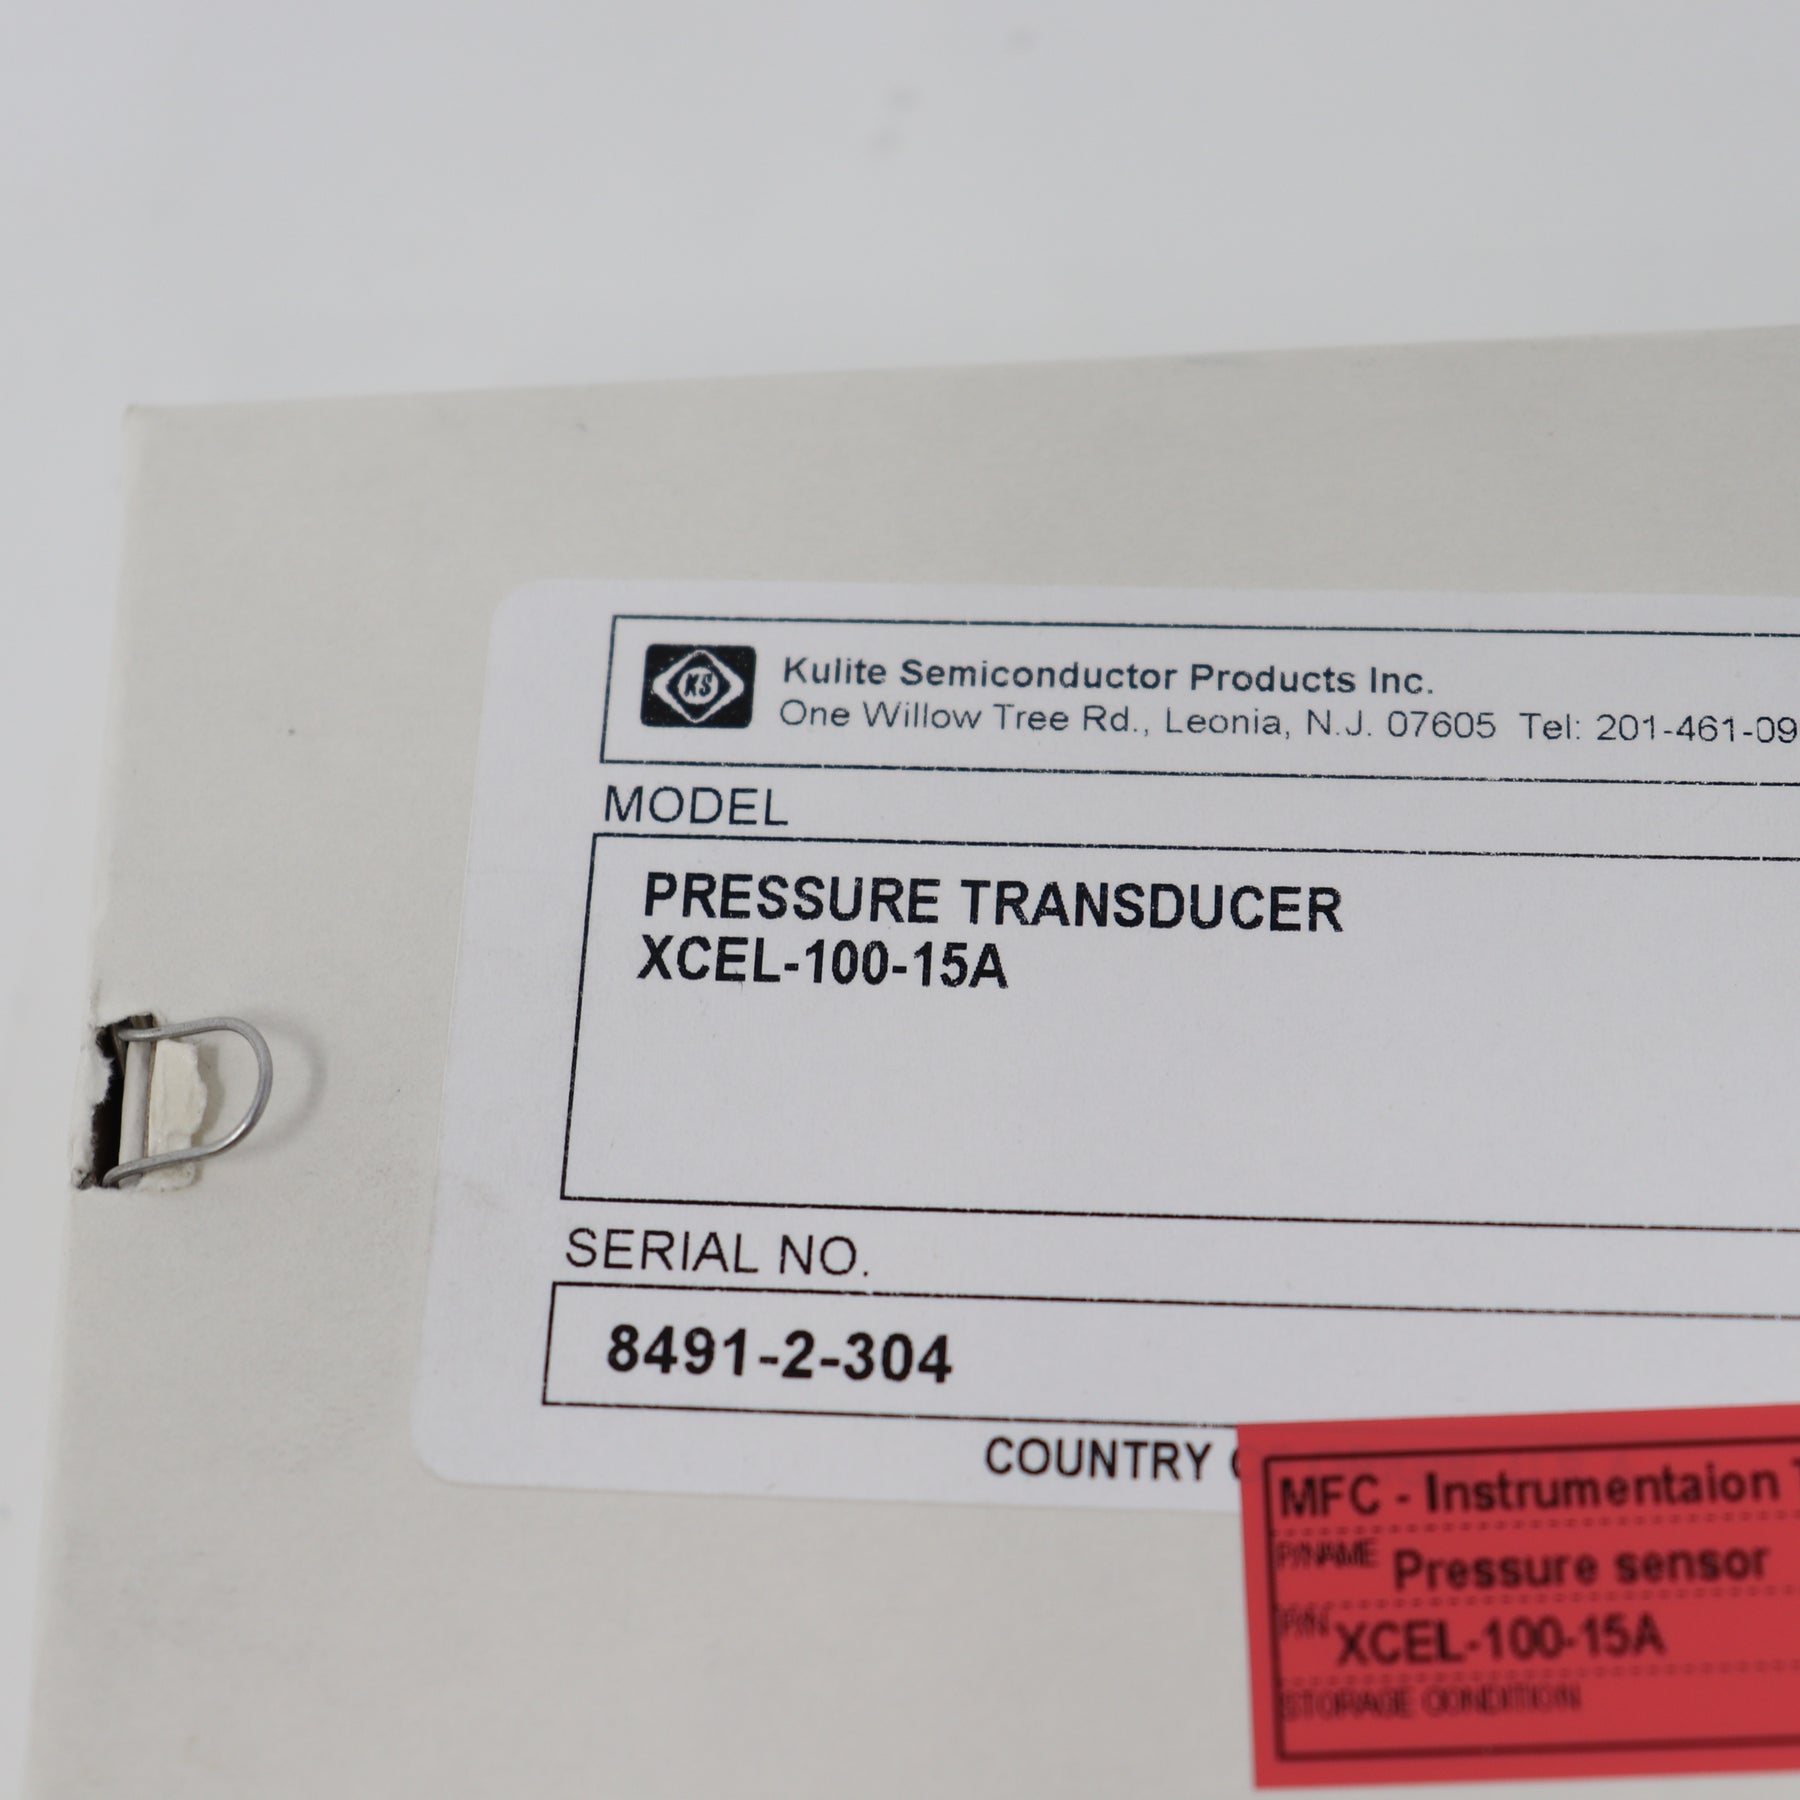 KS
Kulite Semiconductor Products Inc.
One Willow Tree Rd., Leonia, N.J. 07605 Tel: 201-461-09
MODEL
PRESSURE TRANSDUCER
XCEL-100-15A
SERIAL NO.
8491-2-304
COUNTRY
MFC - Instrumentaion
P/NAME Pressure sensor
P/N XCEL-100-15A
STORAGE CONDITION